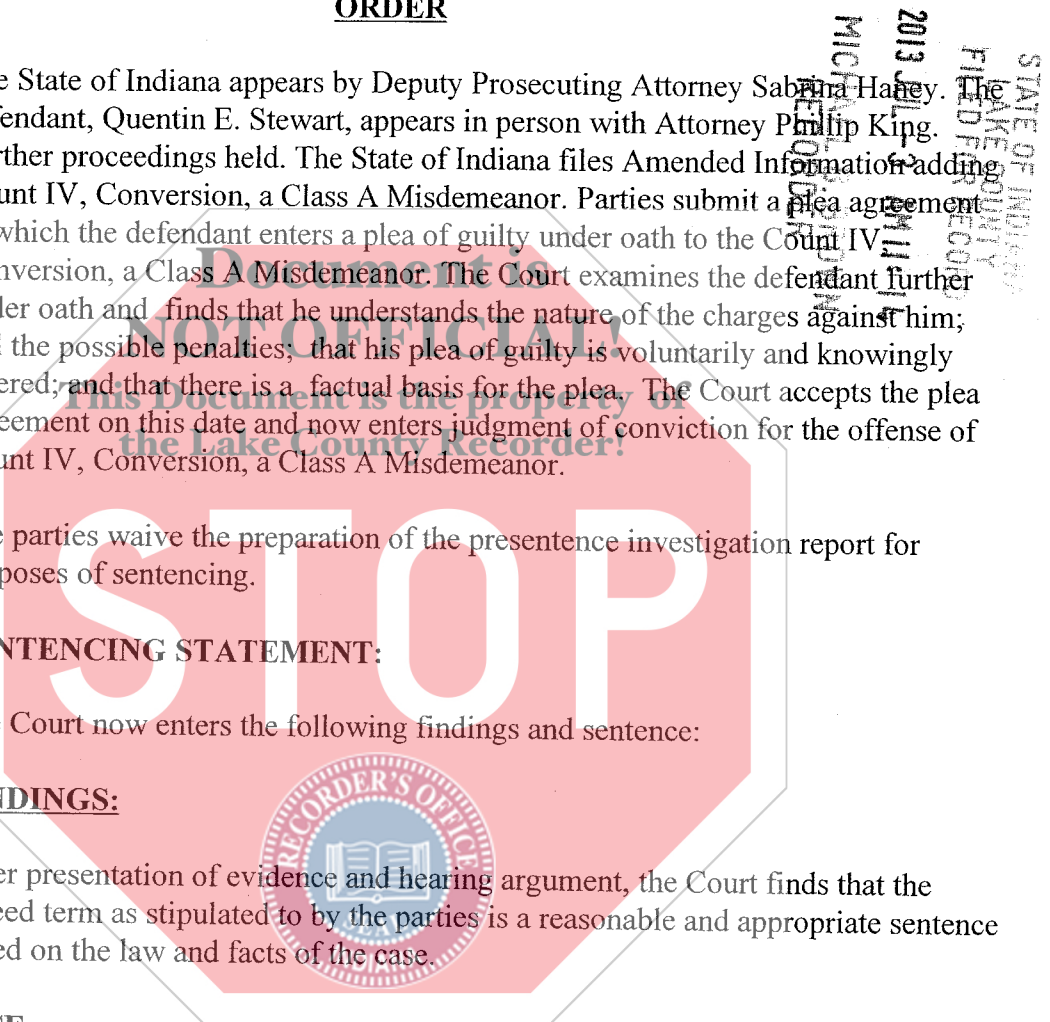 ORDER
e State of Indiana appears by Deputy Prosecuting Attorney Sabrina Haney. The
endant, Quentin E. Stewart, appears in person with Attorney Phillip King.
rther proceedings held. The State of Indiana files Amended Information adding
unt IV, Conversion, a Class A Misdemeanor. Parties submit a plea agreement
which the defendant enters a plea of guilty under oath to the Count IV,
nversion, a Class A Misdemeanor. The Court examines the defendant further
ler oath and finds that he understands the nature of the charges against him;
the possible penalties; that his plea of guilty is voluntarily and knowingly
ered; and that there is a factual basis for the plea. The Court accepts the plea
eement on this date and now enters judgment of conviction for the offense of
unt IV, Conversion, a Class A Misdemeanor.
e parties waive the preparation of the presentence investigation report for
poses of sentencing.
NTENCING STATEMENT:
Court now enters the following findings and sentence:
NDINGS:
er presentation of evidence and hearing argument, the Court finds that the
eed term as stipulated to by the parties is a reasonable and appropriate sentence
ed on the law and facts of the case.
Document is
NOT OFFICIAL!
This Document is the property of
the Lake County Recorder!
STOP
RECORDER'S OFFICE
INDIANA
STATE OF INDIANA
LAKE COUNTY
FILED FOR RECORD
2013
RECORDER